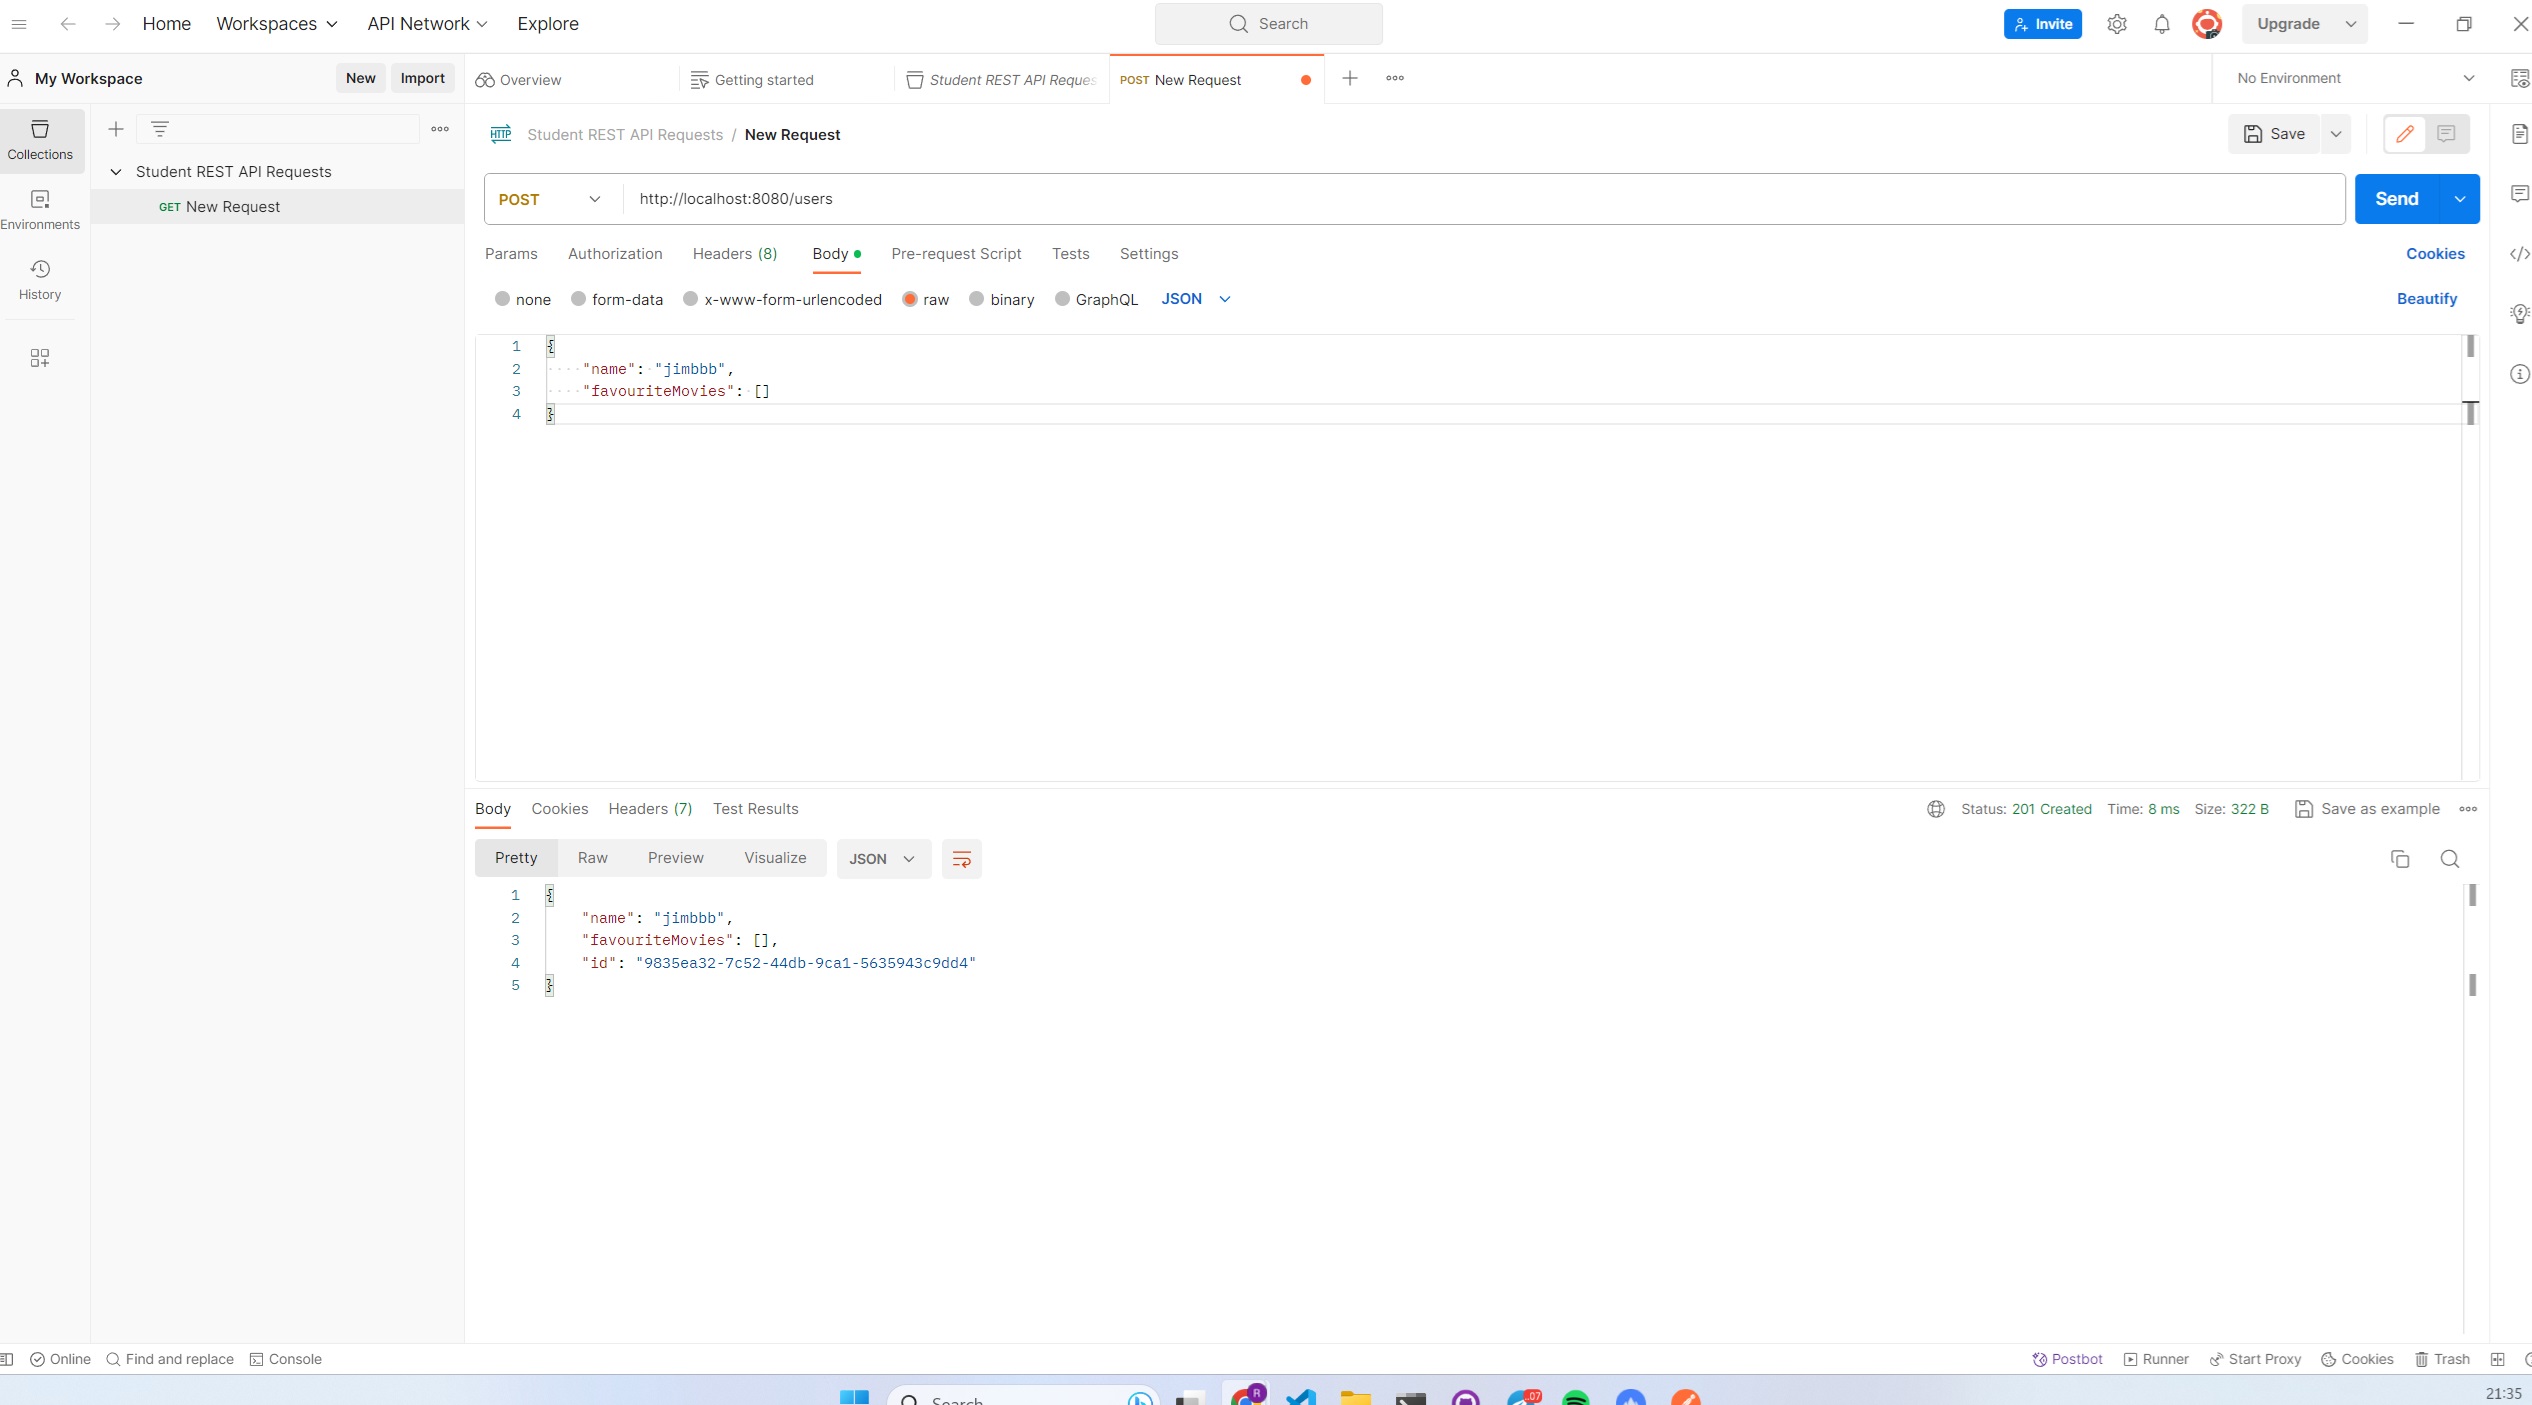 Home Workspaces API Network Explore Search Invite Upgrade
My Workspace New Import Overview Getting started Student REST API Reques POST New Request No Environment
Collections
Environments
History
Student REST API Requests
GET New Request
HTTP Student REST API Requests / New Request Save
POST http://localhost:8080/users Send
Params Authorization Headers (8) Body Pre-request Script Tests Settings Cookies
none form-data x-www-form-urlencoded raw binary GraphQL JSON Beautify
1 {
2 "name": "jimbbb",
3 "favouriteMovies": []
4 }
Body Cookies Headers (7) Test Results Status: 201 Created Time: 8 ms Size: 322 B Save as example
Pretty Raw Preview Visualize JSON
1 {
2 "name": "jimbbb",
3 "favouriteMovies": [],
4 "id": "9835ea32-7c52-44db-9ca1-5635943c9dd4"
5 }
Online Find and replace Console Postbot Runner Start Proxy Cookies Trash
Search R 07 21:35